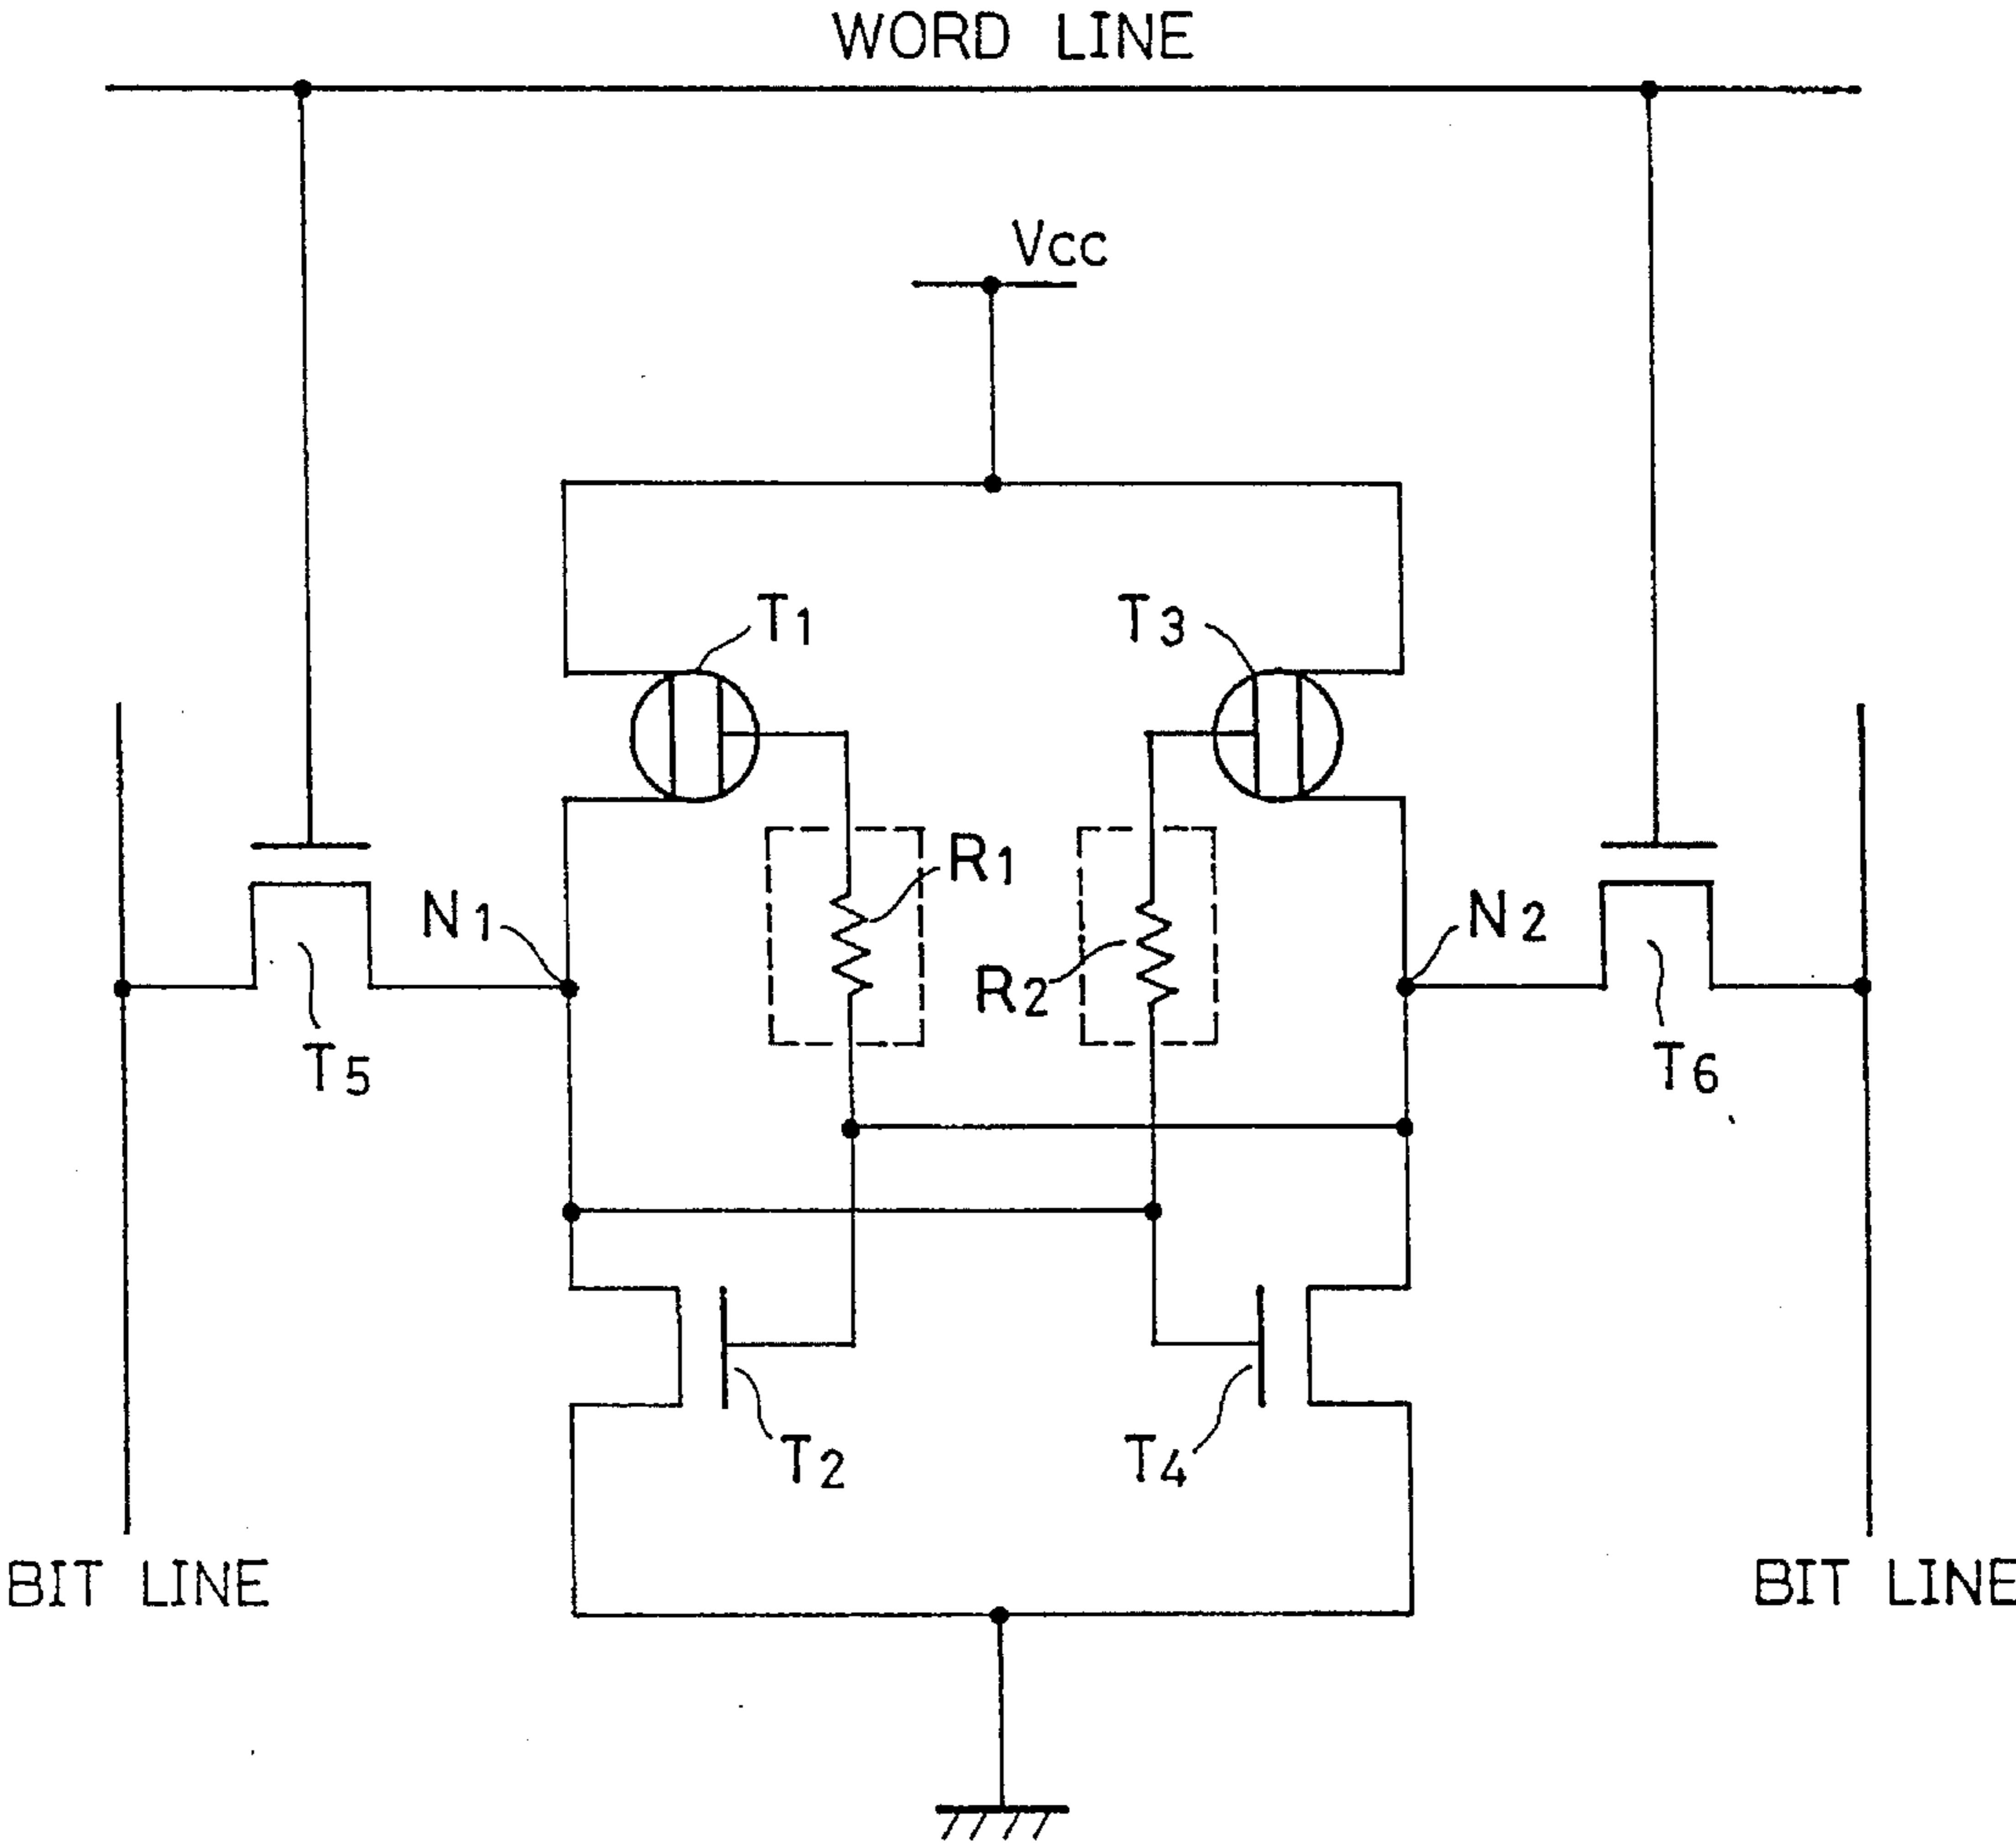 WORD LINE
Vcc
T1
T3
R1
N1
N2
R2
T5
T6
T2
T4
BIT LINE
BIT LINE